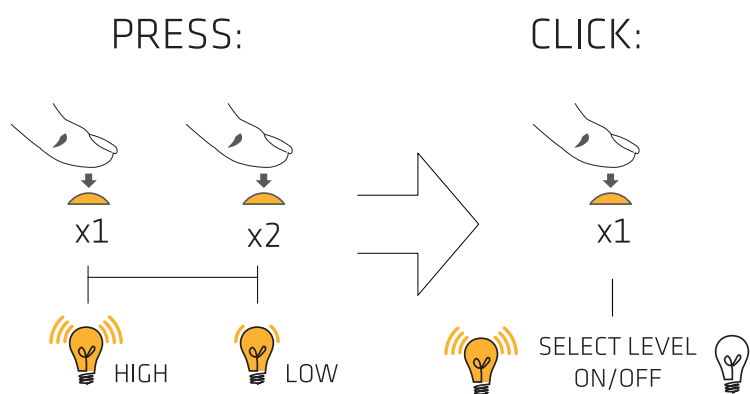 PRESS:
CLICK:
x1
x2
x1
HIGH
LOW
SELECT LEVEL
ON/OFF